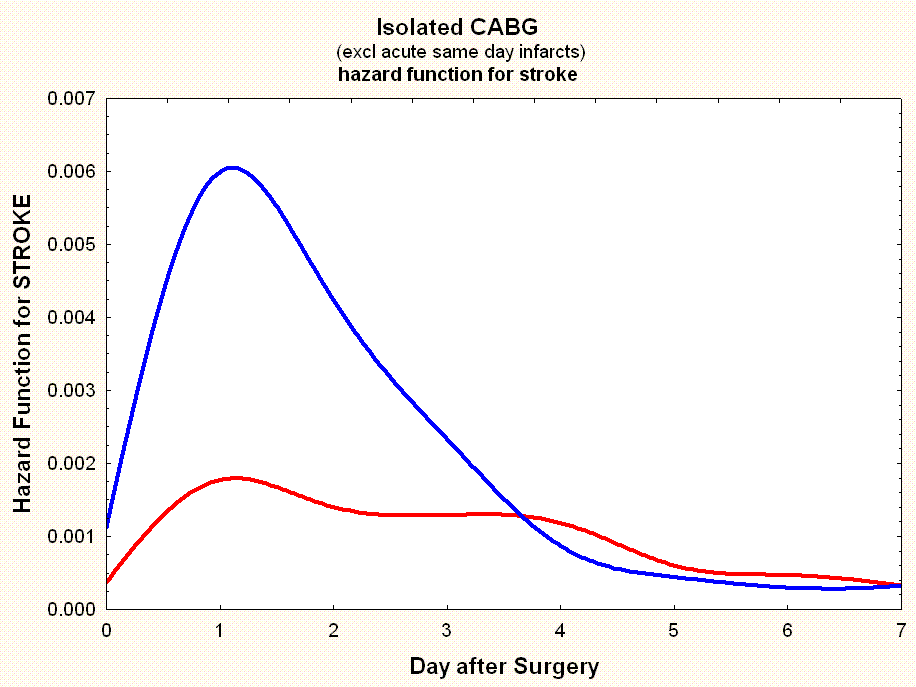 Isolated CABG
(excl acute same day infarcts)
hazard function for stroke
0.007
0.006
0.005
0.004
0.003
0.002
0.001
0.000
Hazard Function for STROKE
0 1 2 3 4 5 6 7
Day after Surgery